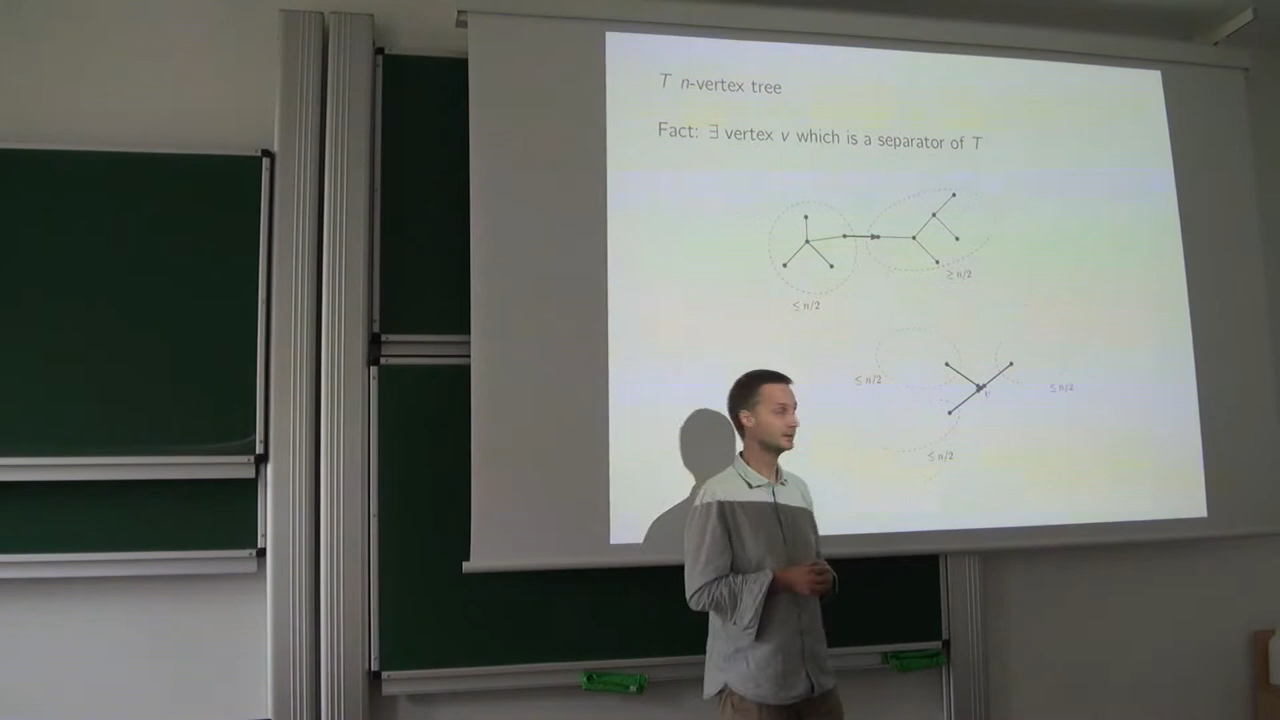 T n-vertex tree
Fact: ∃ vertex v which is a separator of T
≥ n/2
≤ n/2
≤ n/2
v
≤ n/2
≤ n/2